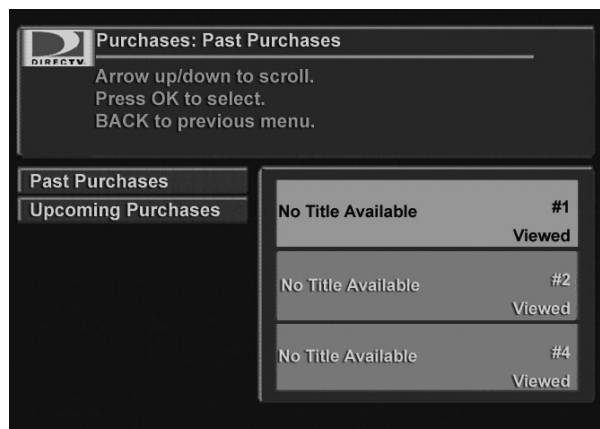 DIRECTV.
Purchases: Past Purchases
Arrow up/down to scroll.
Press OK to select.
BACK to previous menu.
Past Purchases
Upcoming Purchases
No Title Available #1
Viewed
No Title Available #2
Viewed
No Title Available #4
Viewed